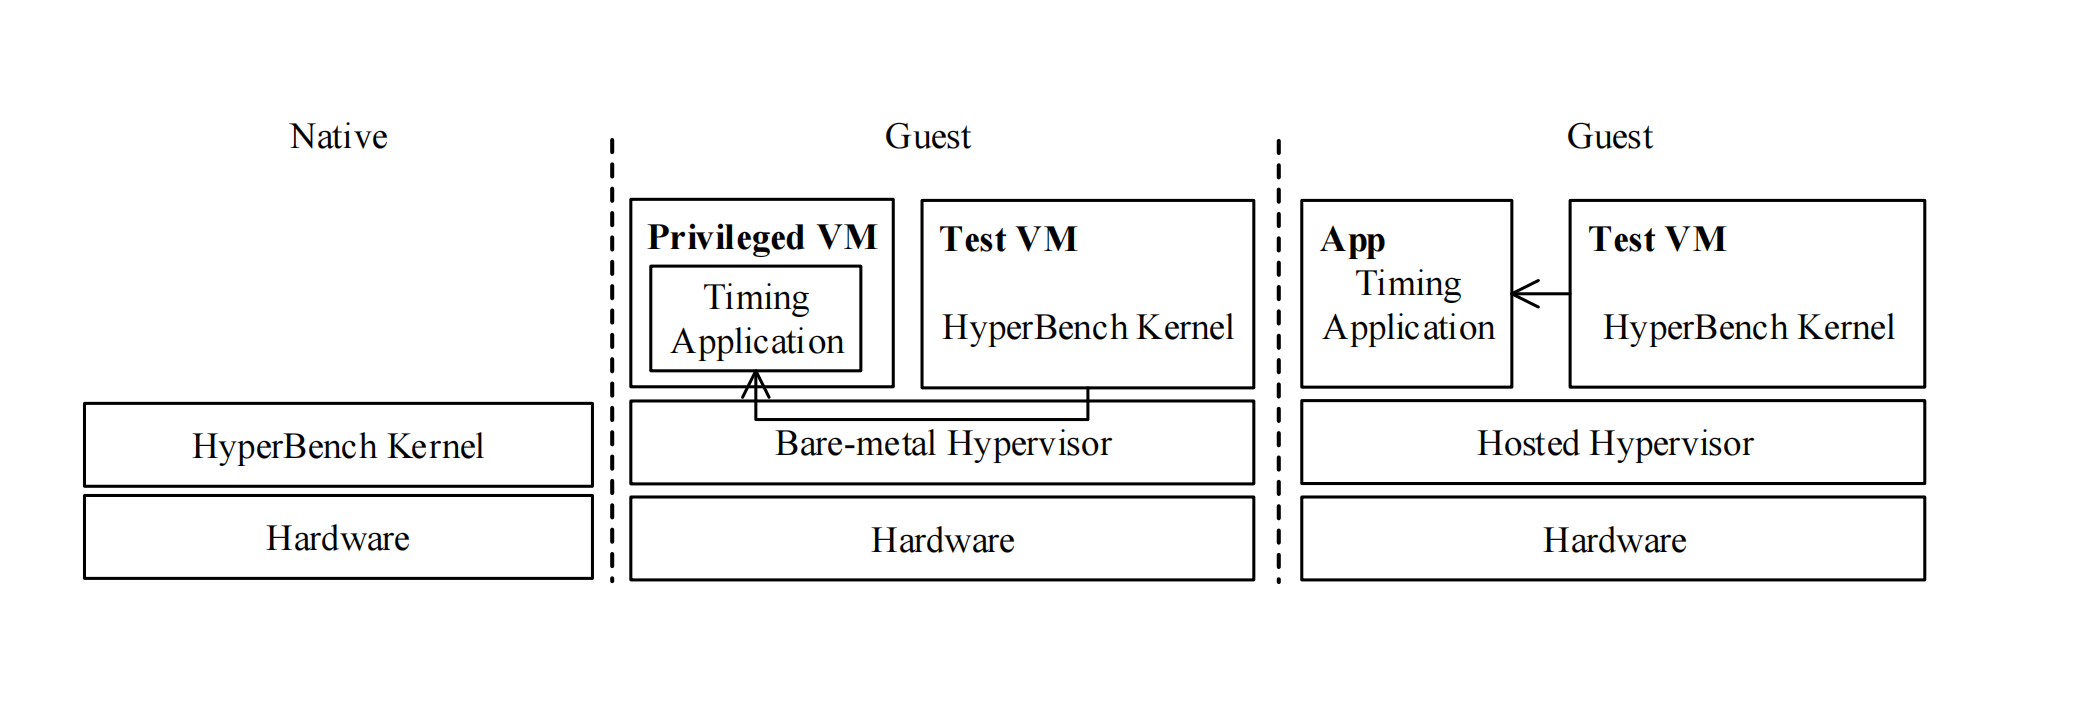 Native
HyperBench Kernel
Hardware
Guest
Privileged VM
Timing
Application
Test VM
HyperBench Kernel
Bare-metal Hypervisor
Hardware
Guest
App
Timing
Application
Test VM
HyperBench Kernel
Hosted Hypervisor
Hardware